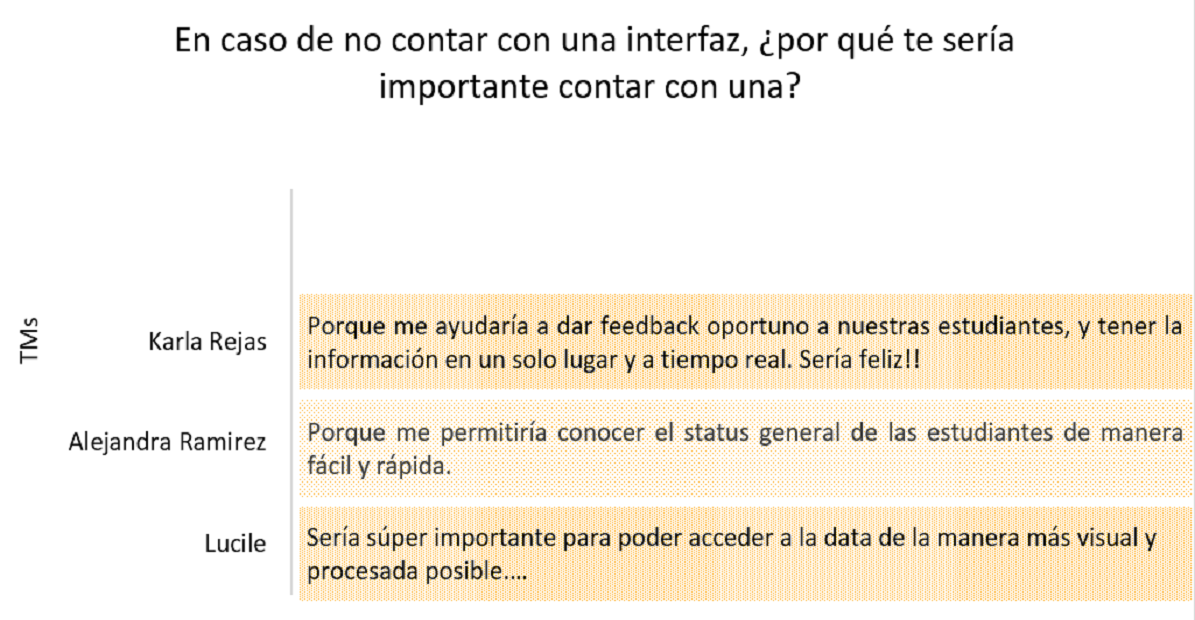 En caso de no contar con una interfaz, ¿por qué te sería
importante contar con una?
TMs
Karla Rejas
Porque me ayudaría a dar feedback oportuno a nuestras estudiantes, y tener la
información en un solo lugar y a tiempo real. Sería feliz!!
Alejandra Ramirez
Porque me permitiría conocer el status general de las estudiantes de manera
fácil y rápida.
Lucile
Sería súper importante para poder acceder a la data de la manera más visual y
procesada posible....